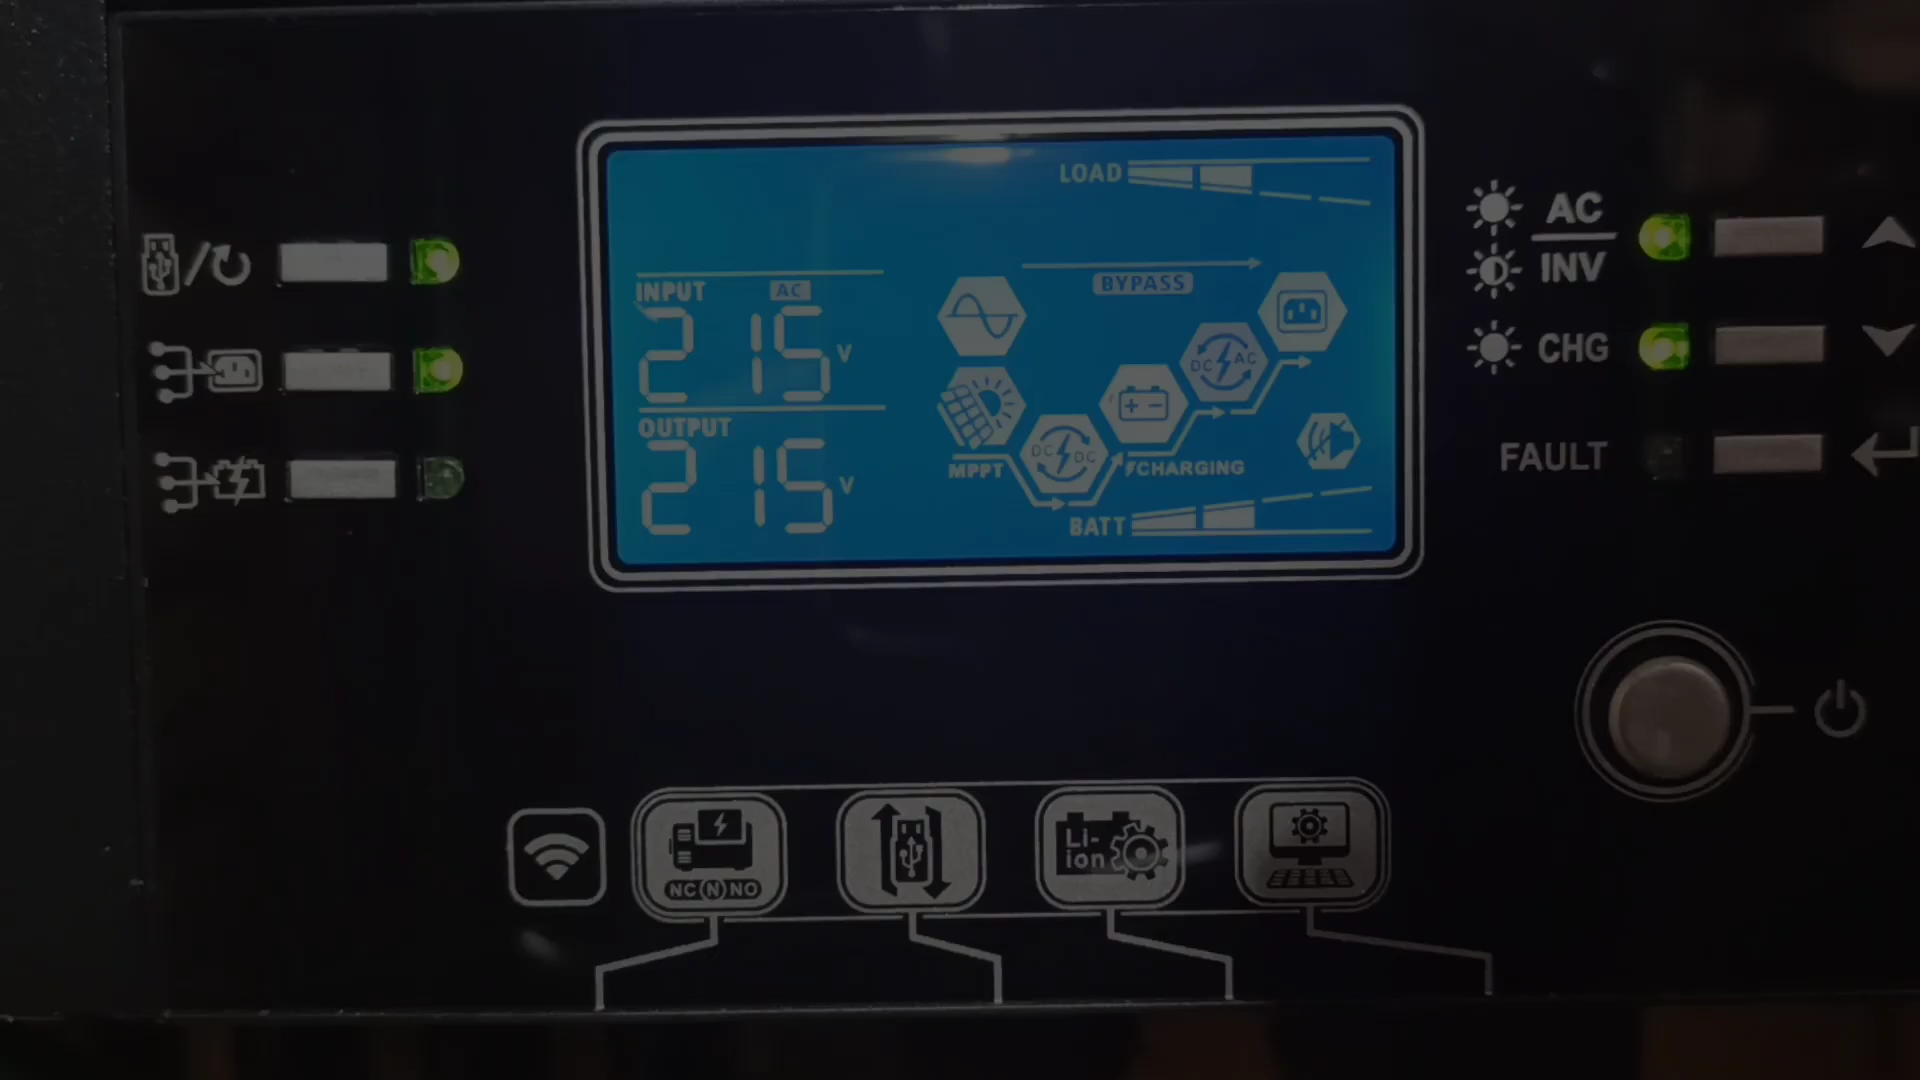 LOAD
INPUT AC
215 V
OUTPUT
215 V
BYPASS
DC AC
DC DC
MPPT
CHARGING
BATT
AC
INV
CHG
FAULT
NC N NO
Li-
ion